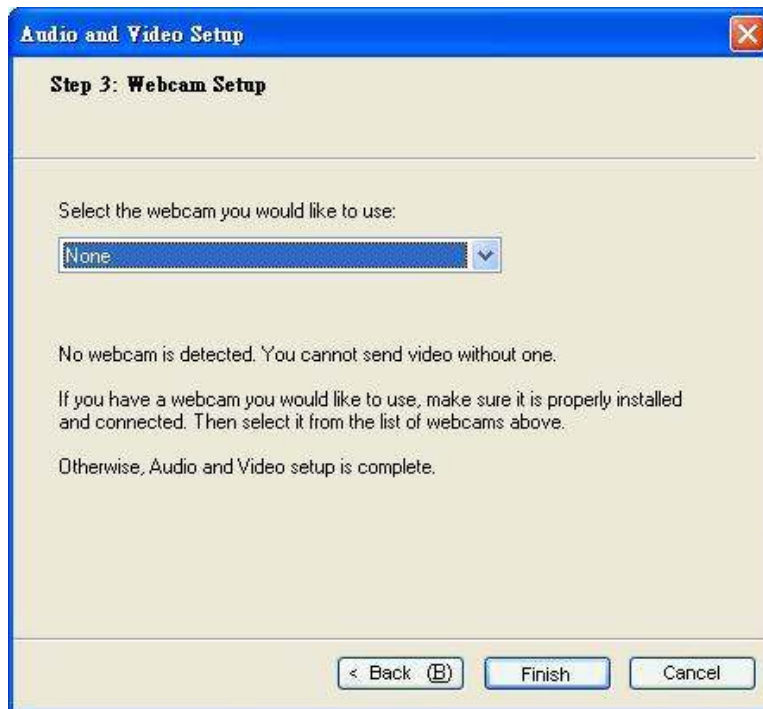 Audio and Video Setup
Step 3: Webcam Setup
Select the webcam you would like to use:
None
No webcam is detected. You cannot send video without one.
If you have a webcam you would like to use, make sure it is properly installed
and connected. Then select it from the list of webcams above.
Otherwise, Audio and Video setup is complete.
< Back (B) Finish Cancel